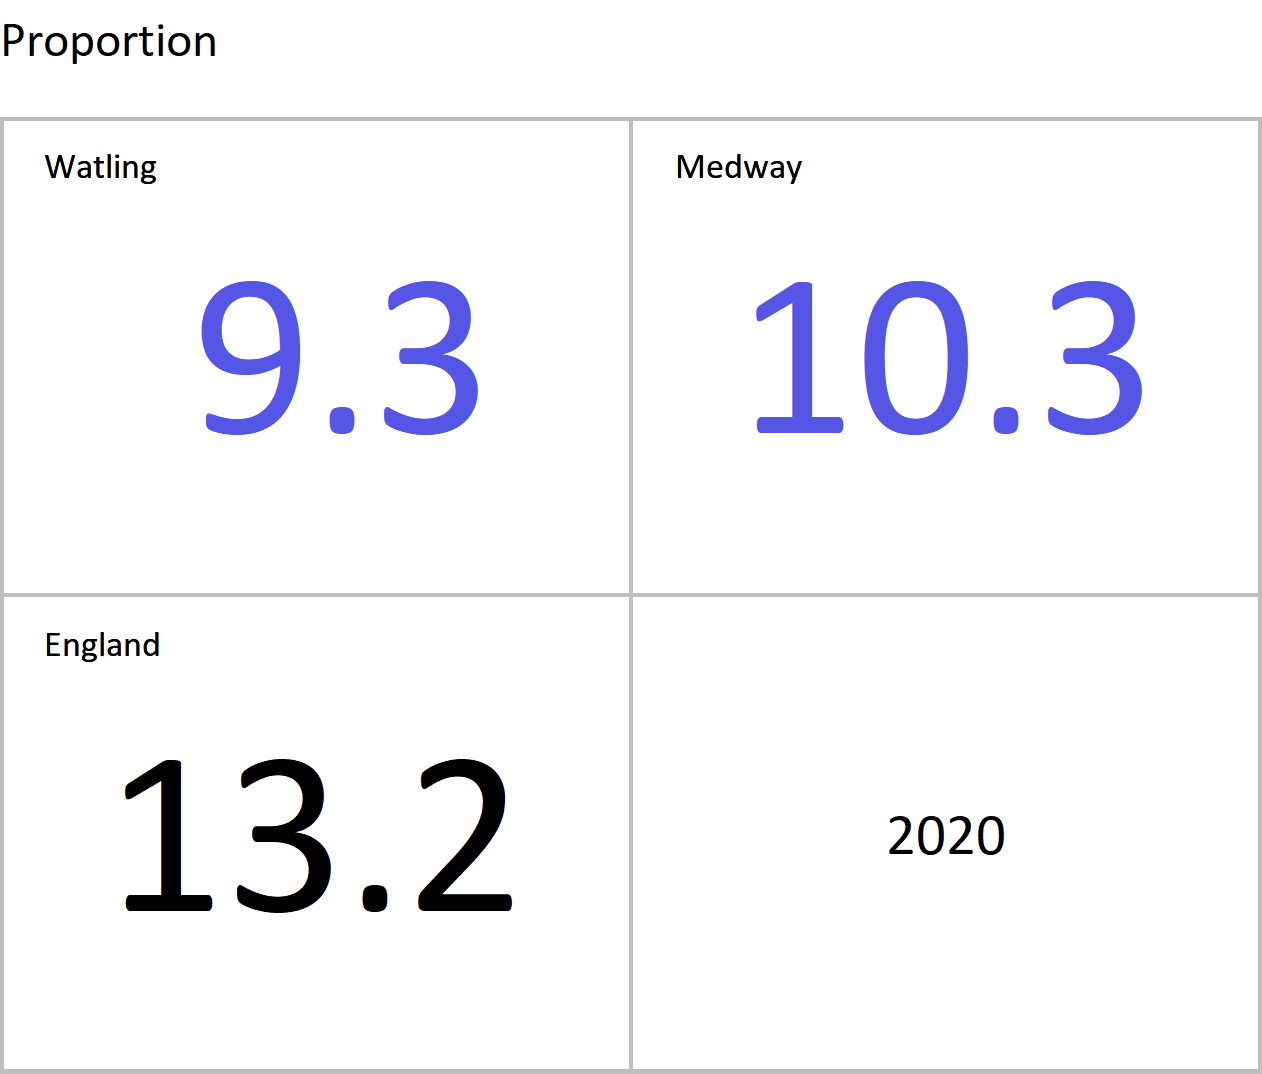 Proportion
Watling
9.3
Medway
10.3
England
13.2
2020